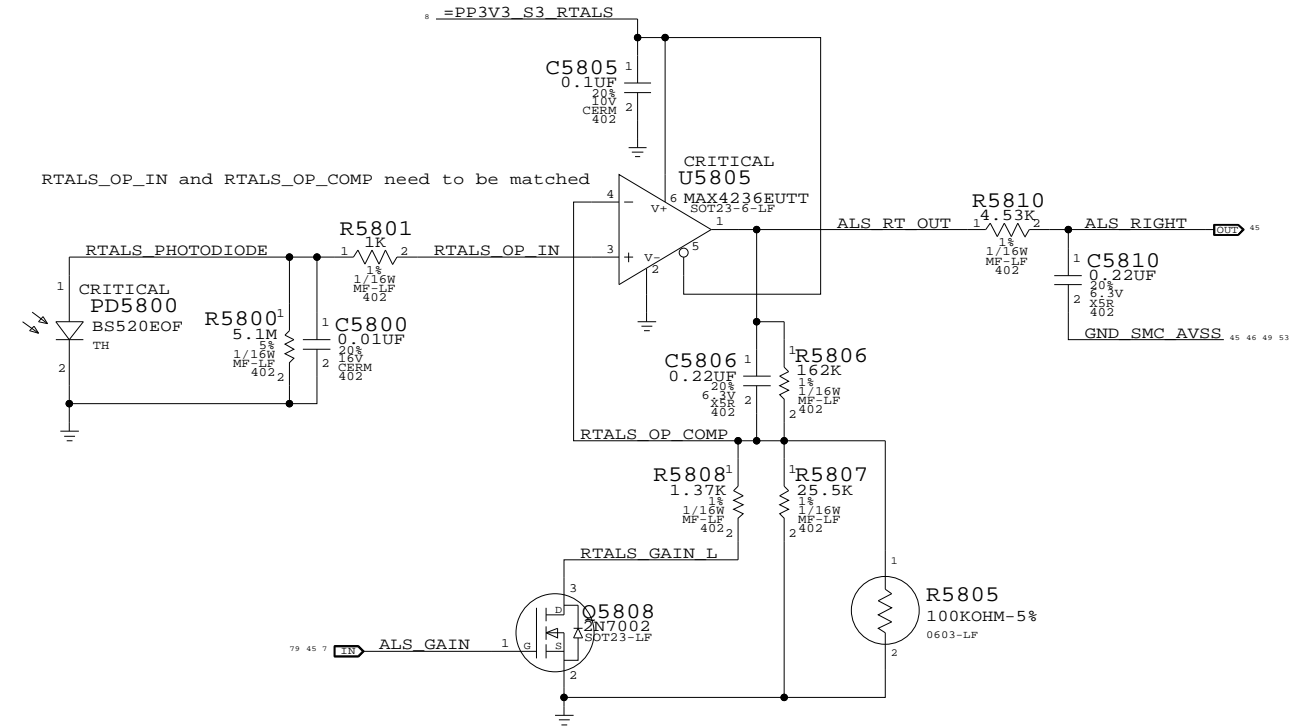 8 =PP3V3_S3_RTALS
C5805
0.1UF
20%
10V
CERM
402
1
2
RTALS_OP_IN and RTALS_OP_COMP need to be matched
CRITICAL
U5805
MAX4236EUTT
SOT23-6-LF
4
3
6
V+
V-
2
5
1
−
+
R5801
1K
1 2
1%
1/16W
MF-LF
402
RTALS_PHOTODIODE
RTALS_OP_IN
1
CRITICAL
PD5800
BS520EOF
TH
2
R5800
5.1M
5%
1/16W
MF-LF
402
1
2
C5800
0.01UF
20%
16V
CERM
402
1
2
ALS_RT_OUT
R5810
4.53K
1 2
1%
1/16W
MF-LF
402
ALS_RIGHT
OUT 45
C5810
0.22UF
20%
6.3V
X5R
402
1
2
GND_SMC_AVSS 45 46 49 53
C5806
0.22UF
20%
6.3V
X5R
402
1
2
R5806
162K
1%
1/16W
MF-LF
402
1
2
RTALS_OP_COMP
R5808
1.37K
1%
1/16W
MF-LF
402
1
2
R5807
25.5K
1%
1/16W
MF-LF
402
1
2
RTALS_GAIN_L
3
Q5808
2N7002
SOT23-LF
D
G
S
1
2
79 45 7 IN ALS_GAIN
1
R5805
100KOHM-5%
0603-LF
2